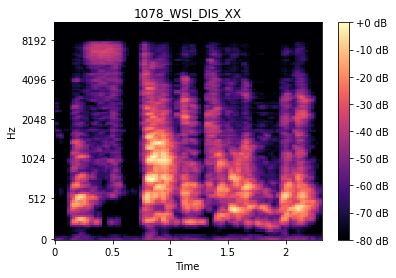 1078_WSI_DIS_XX
+0 dB
8192
-10 dB
4096
-20 dB
-30 dB
2048
Hz
-40 dB
1024
-50 dB
512
-60 dB
-70 dB
0
-80 dB
0
0.5
1
1.5
2
Time